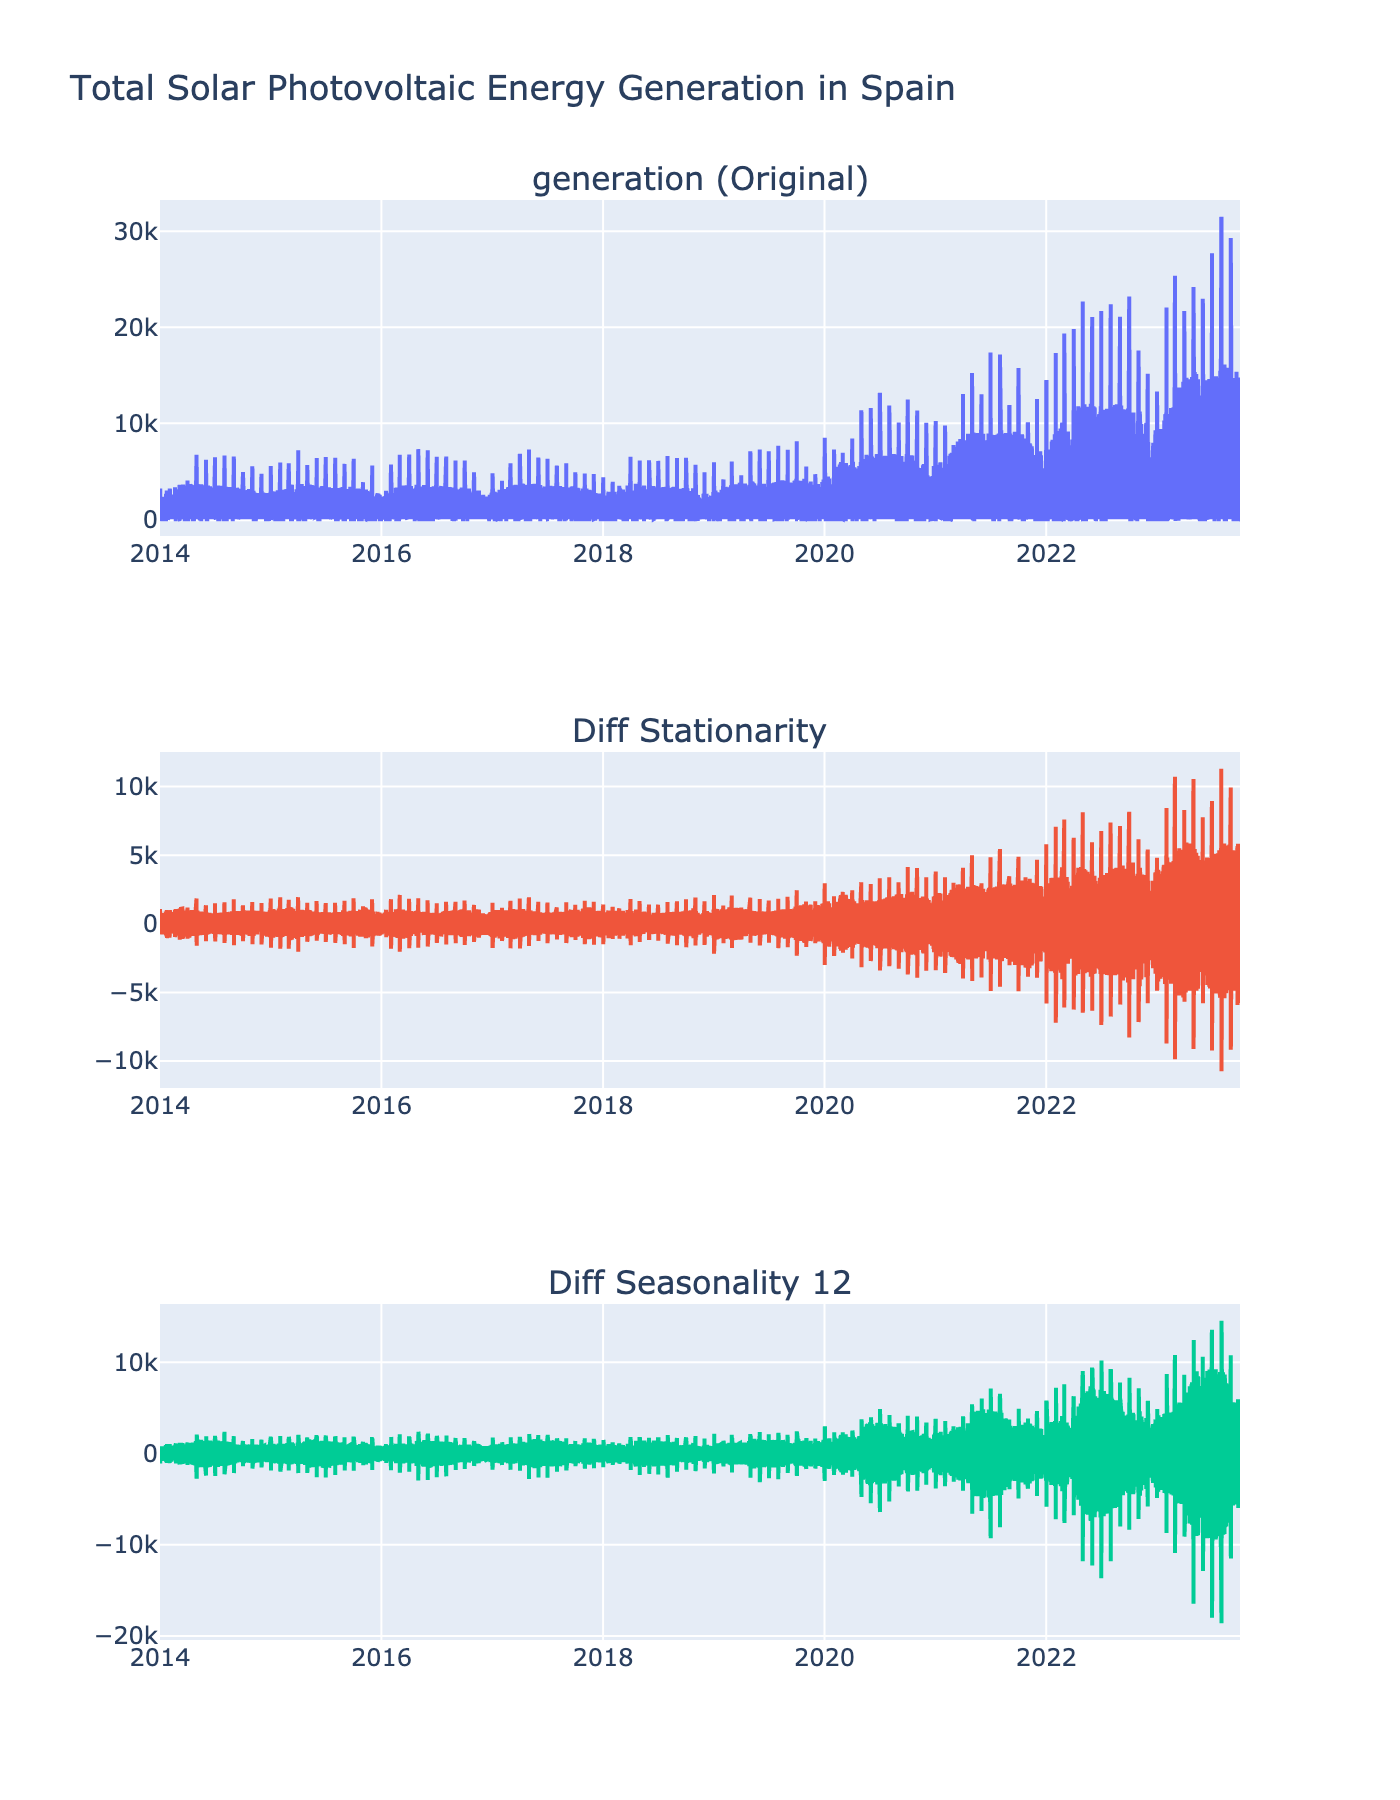 Total Solar Photovoltaic Energy Generation in Spain
generation (Original)
30k
20k
10k
0
2014 2016 2018 2020 2022
Diff Stationarity
10k
5k
0
−5k
−10k
2014 2016 2018 2020 2022
Diff Seasonality 12
10k
0
−10k
−20k
2014 2016 2018 2020 2022